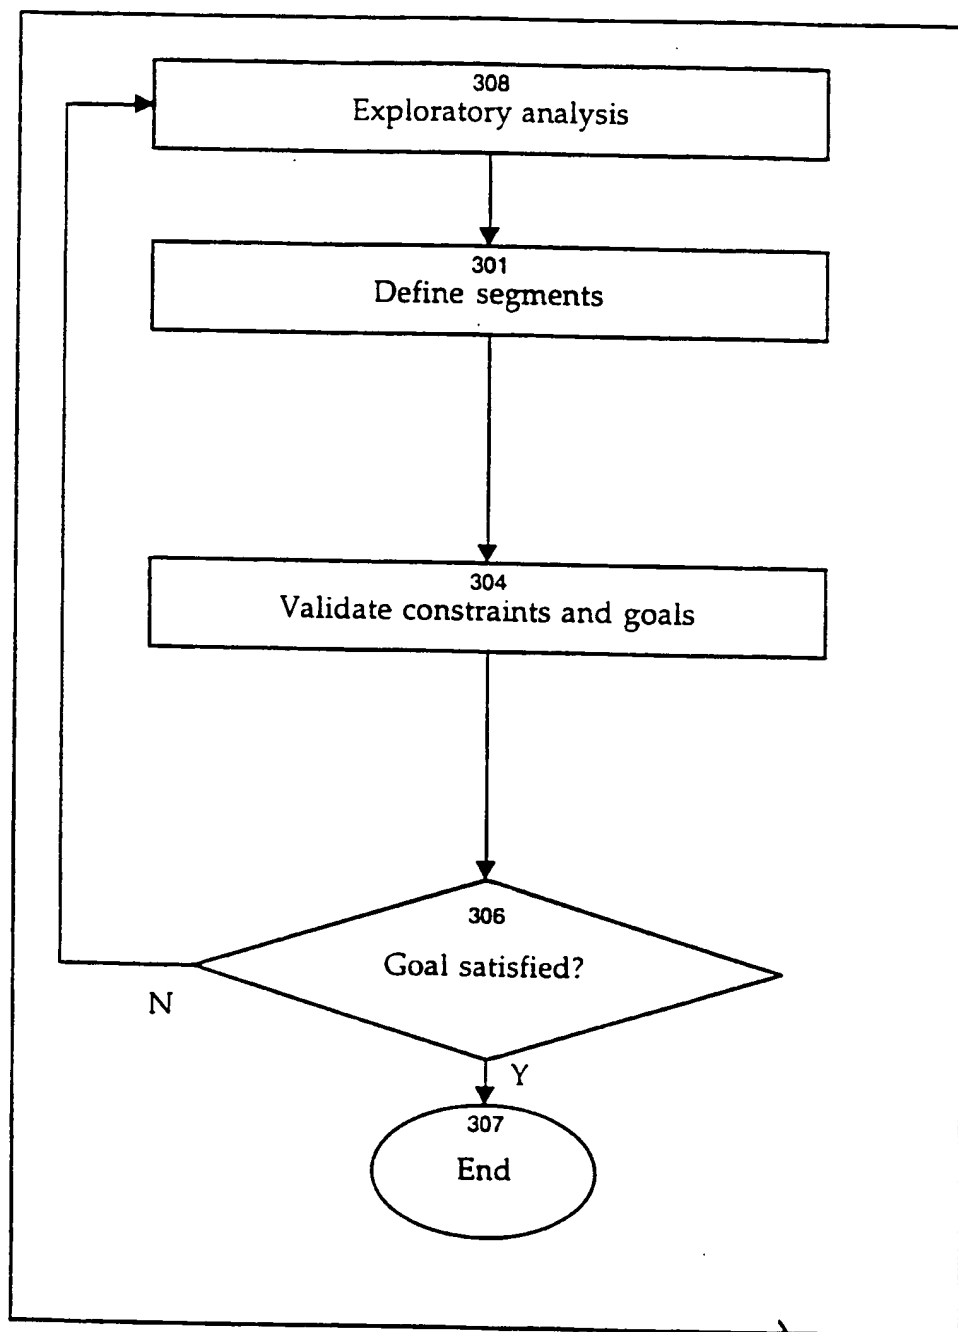 308
Exploratory analysis
301
Define segments
304
Validate constraints and goals
306
Goal satisfied?
N
Y
307
End